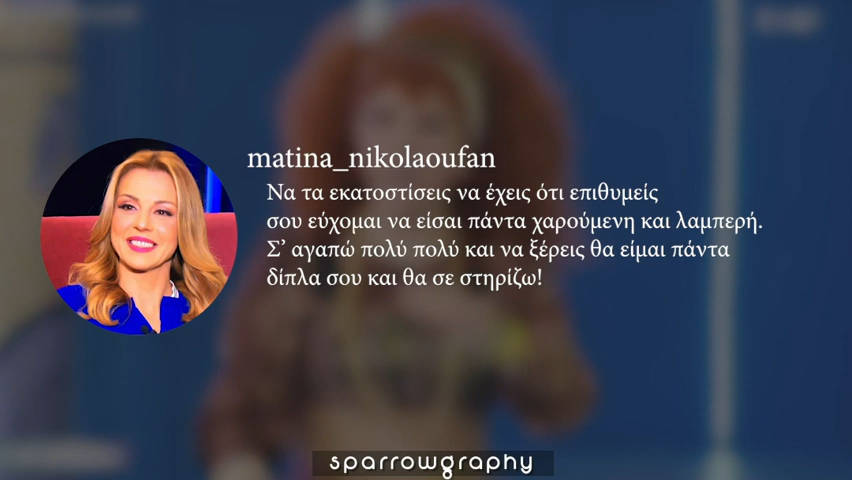 matina_nikolaoufan
Να τα εκατοστίσεις να έχεις ότι επιθυμείς
σου εύχομαι να είσαι πάντα χαρούμενη και λαμπερή.
Σ’ αγαπώ πολύ πολύ και να ξέρεις θα είμαι πάντα
δίπλα σου και θα σε στηρίζω!
sparrowgraphy